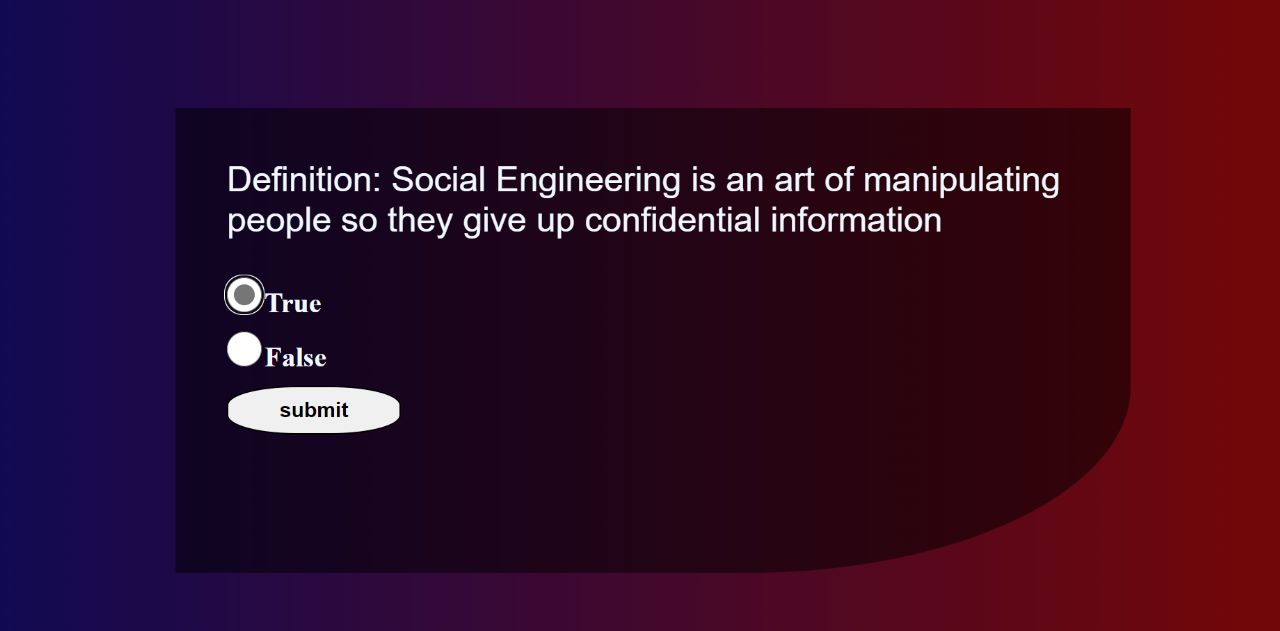 Definition: Social Engineering is an art of manipulating
people so they give up confidential information
True
False
submit